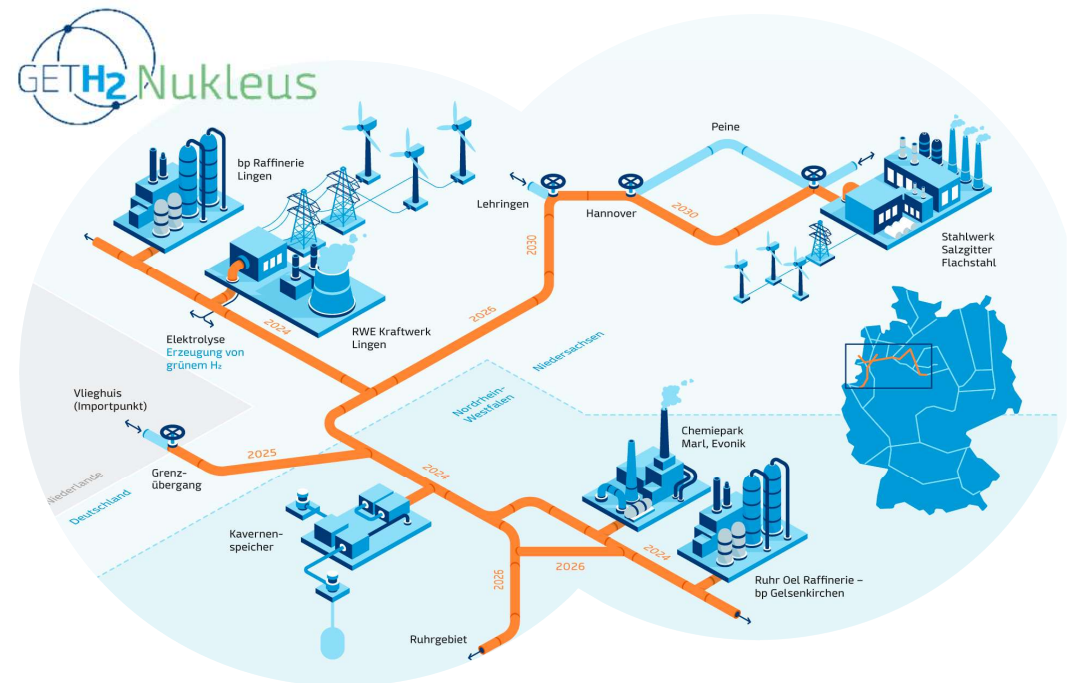 GETH2 Nukleus
bp Raffinerie
Lingen
Peine
Lehringen
Hannover
2030
2030
Stahlwerk
Salzgitter
Flachstahl
Elektrolyse
Erzeugung von
grünem H₂
2024
RWE Kraftwerk
Lingen
2026
Niedersachsen
Nordrhein-
Westfalen
Vlieghuis
(Importpunkt)
Grenz-
übergang
2025
Niederlande
Deutschland
2024
Kavernen-
speicher
Chemiepark
Marl, Evonik
2024
2026
2026
Ruhr Oel Raffinerie –
bp Gelsenkirchen
Ruhrgebiet